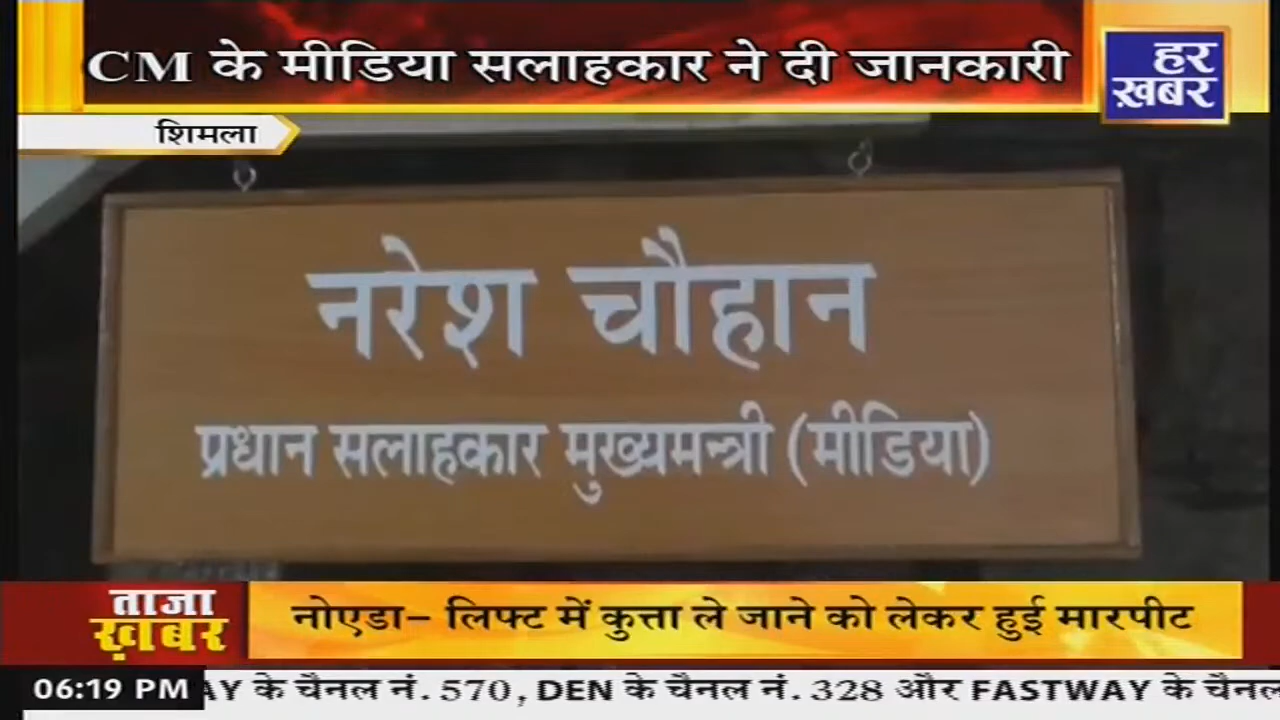 CM के मीडिया सलाहकार ने दी जानकारी
हर
ख़बर
शिमला
नरेश चौहान
प्रधान सलाहकार मुख्यमन्त्री (मीडिया)
ताजा
ख़बर
नोएडा– लिफ्ट में कुत्ता ले जाने को लेकर हुई मारपीट
06:19 PM
के चैनल नं. 570, DEN के चैनल नं. 328 और FASTWAY के